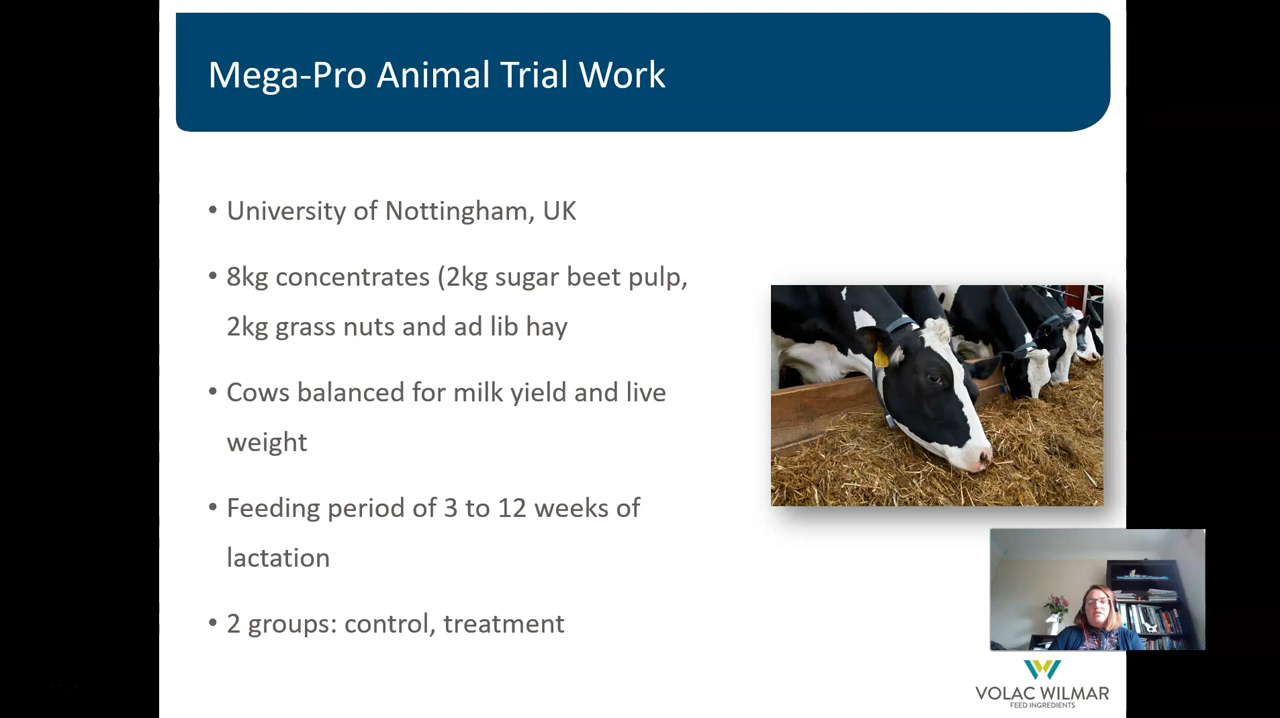 Mega-Pro Animal Trial Work
• University of Nottingham, UK
• 8kg concentrates (2kg sugar beet pulp,
2kg grass nuts and ad lib hay
• Cows balanced for milk yield and live
weight
• Feeding period of 3 to 12 weeks of
lactation
• 2 groups: control, treatment
VOLAC WILMAR
FEED INGREDIENTS